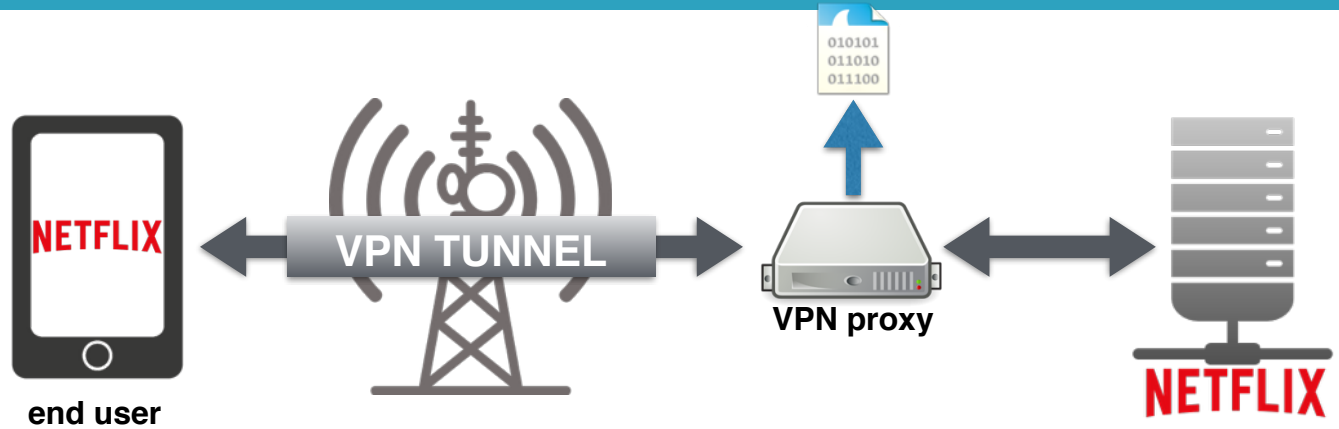 010101
011010
011100
NETFLIX
VPN TUNNEL
VPN proxy
NETFLIX
end user